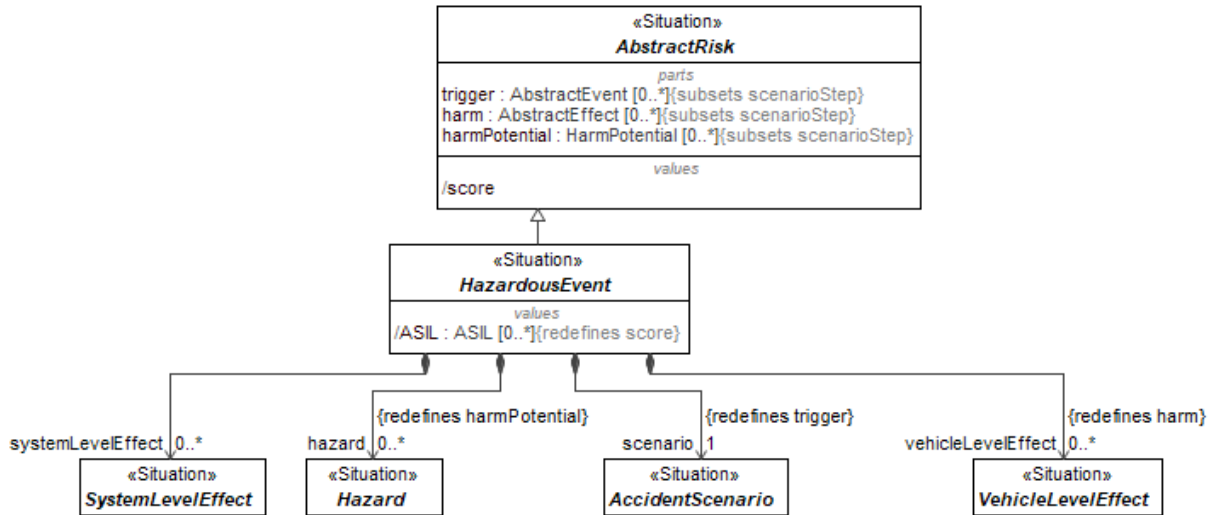 «Situation»
AbstractRisk
parts
trigger : AbstractEvent [0..*]{subsets scenarioStep}
harm : AbstractEffect [0..*]{subsets scenarioStep}
harmPotential : HarmPotential [0..*]{subsets scenarioStep}
values
/score
«Situation»
HazardousEvent
values
/ASIL : ASIL [0..*]{redefines score}
{redefines harmPotential} {redefines trigger} {redefines harm}
systemLevelEffect 0..* hazard 0..* scenario 1 vehicleLevelEffect 0..*
«Situation» «Situation» «Situation» «Situation»
SystemLevelEffect Hazard AccidentScenario VehicleLevelEffect